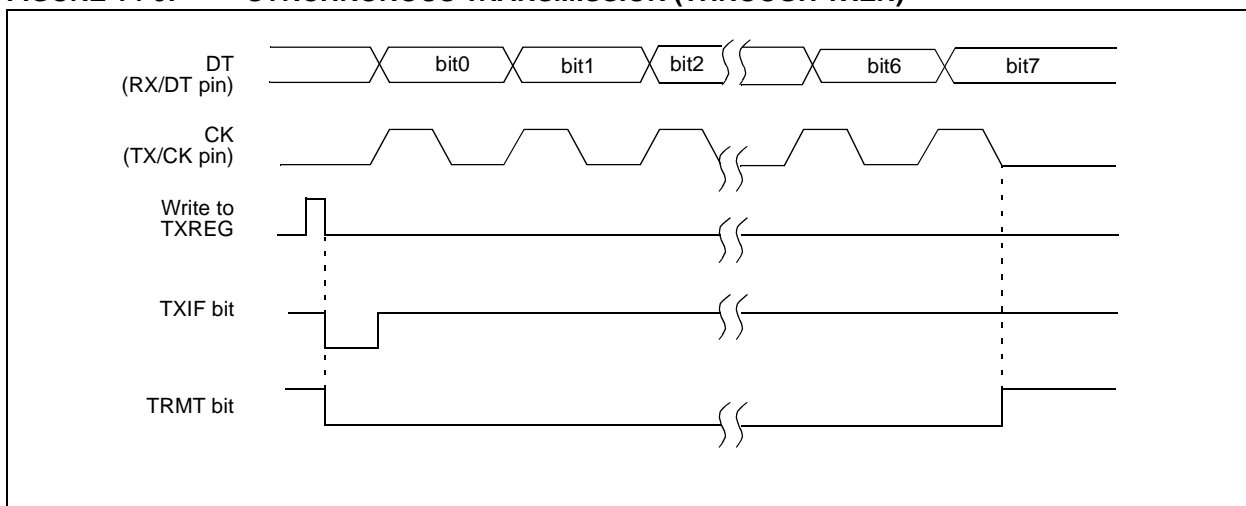 DT
(RX/DT pin)
bit0
bit1
bit2
bit6
bit7
CK
(TX/CK pin)
Write to
TXREG
TXIF bit
TRMT bit